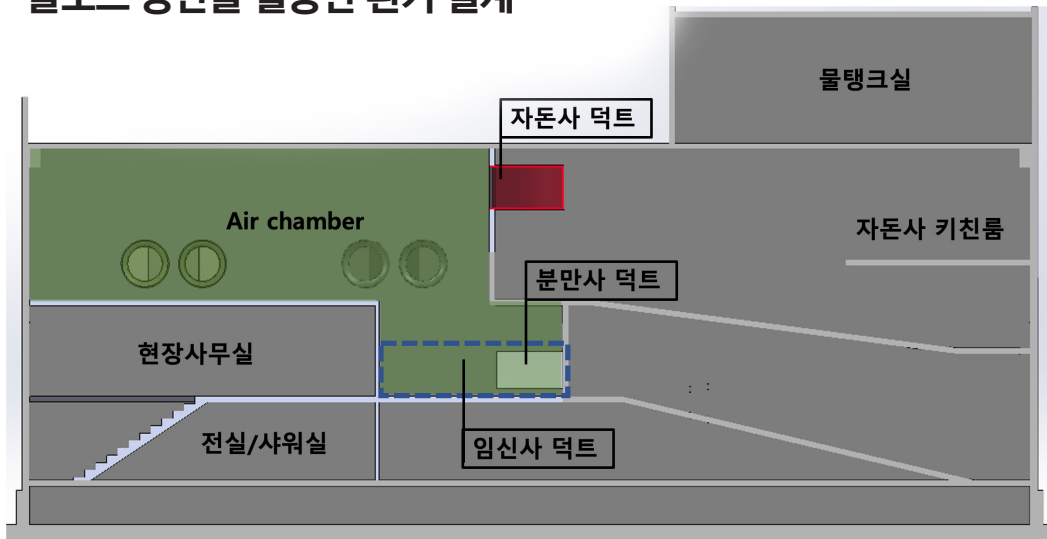 물탱크실
자돈사 덕트
Air chamber
자돈사 키친룸
분만사 덕트
현장사무실
전실/샤워실
임신사 덕트